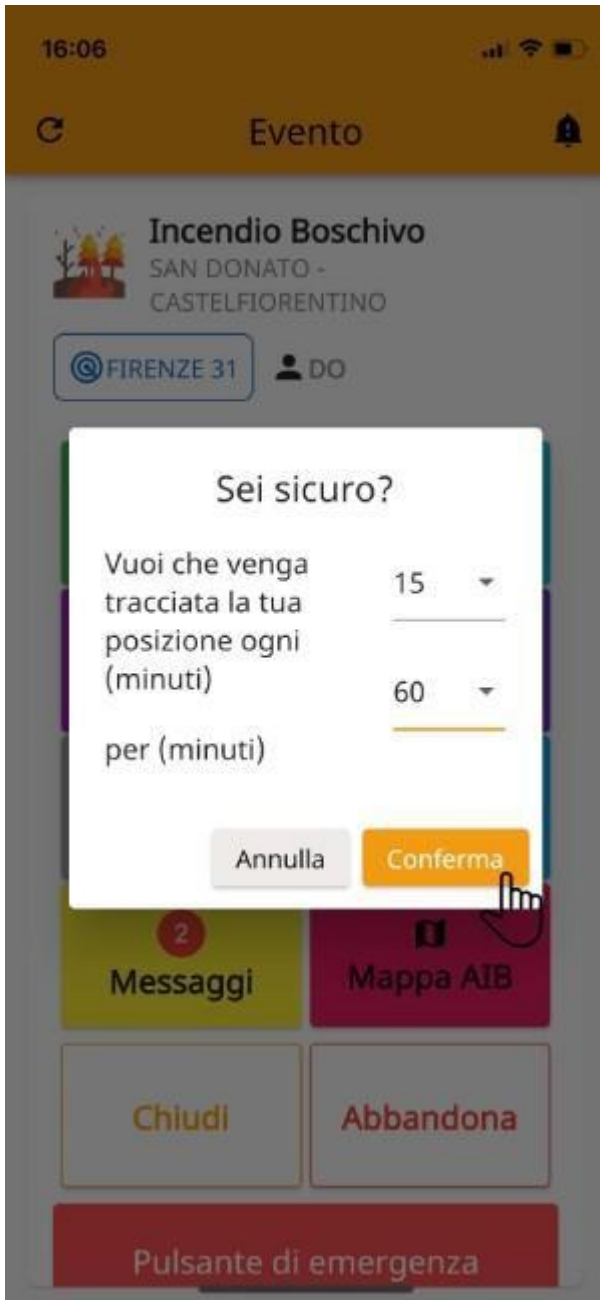 16:06
Evento
Incendio Boschivo
SAN DONATO -
CASTELFIORENTINO
FIRENZE 31
DO
Sei sicuro?
Vuoi che venga
tracciata la tua
posizione ogni
(minuti)
15
per (minuti)
60
Annulla
Conferma
2
Messaggi
Mappa AIB
Chiudi
Abbandona
Pulsante di emergenza